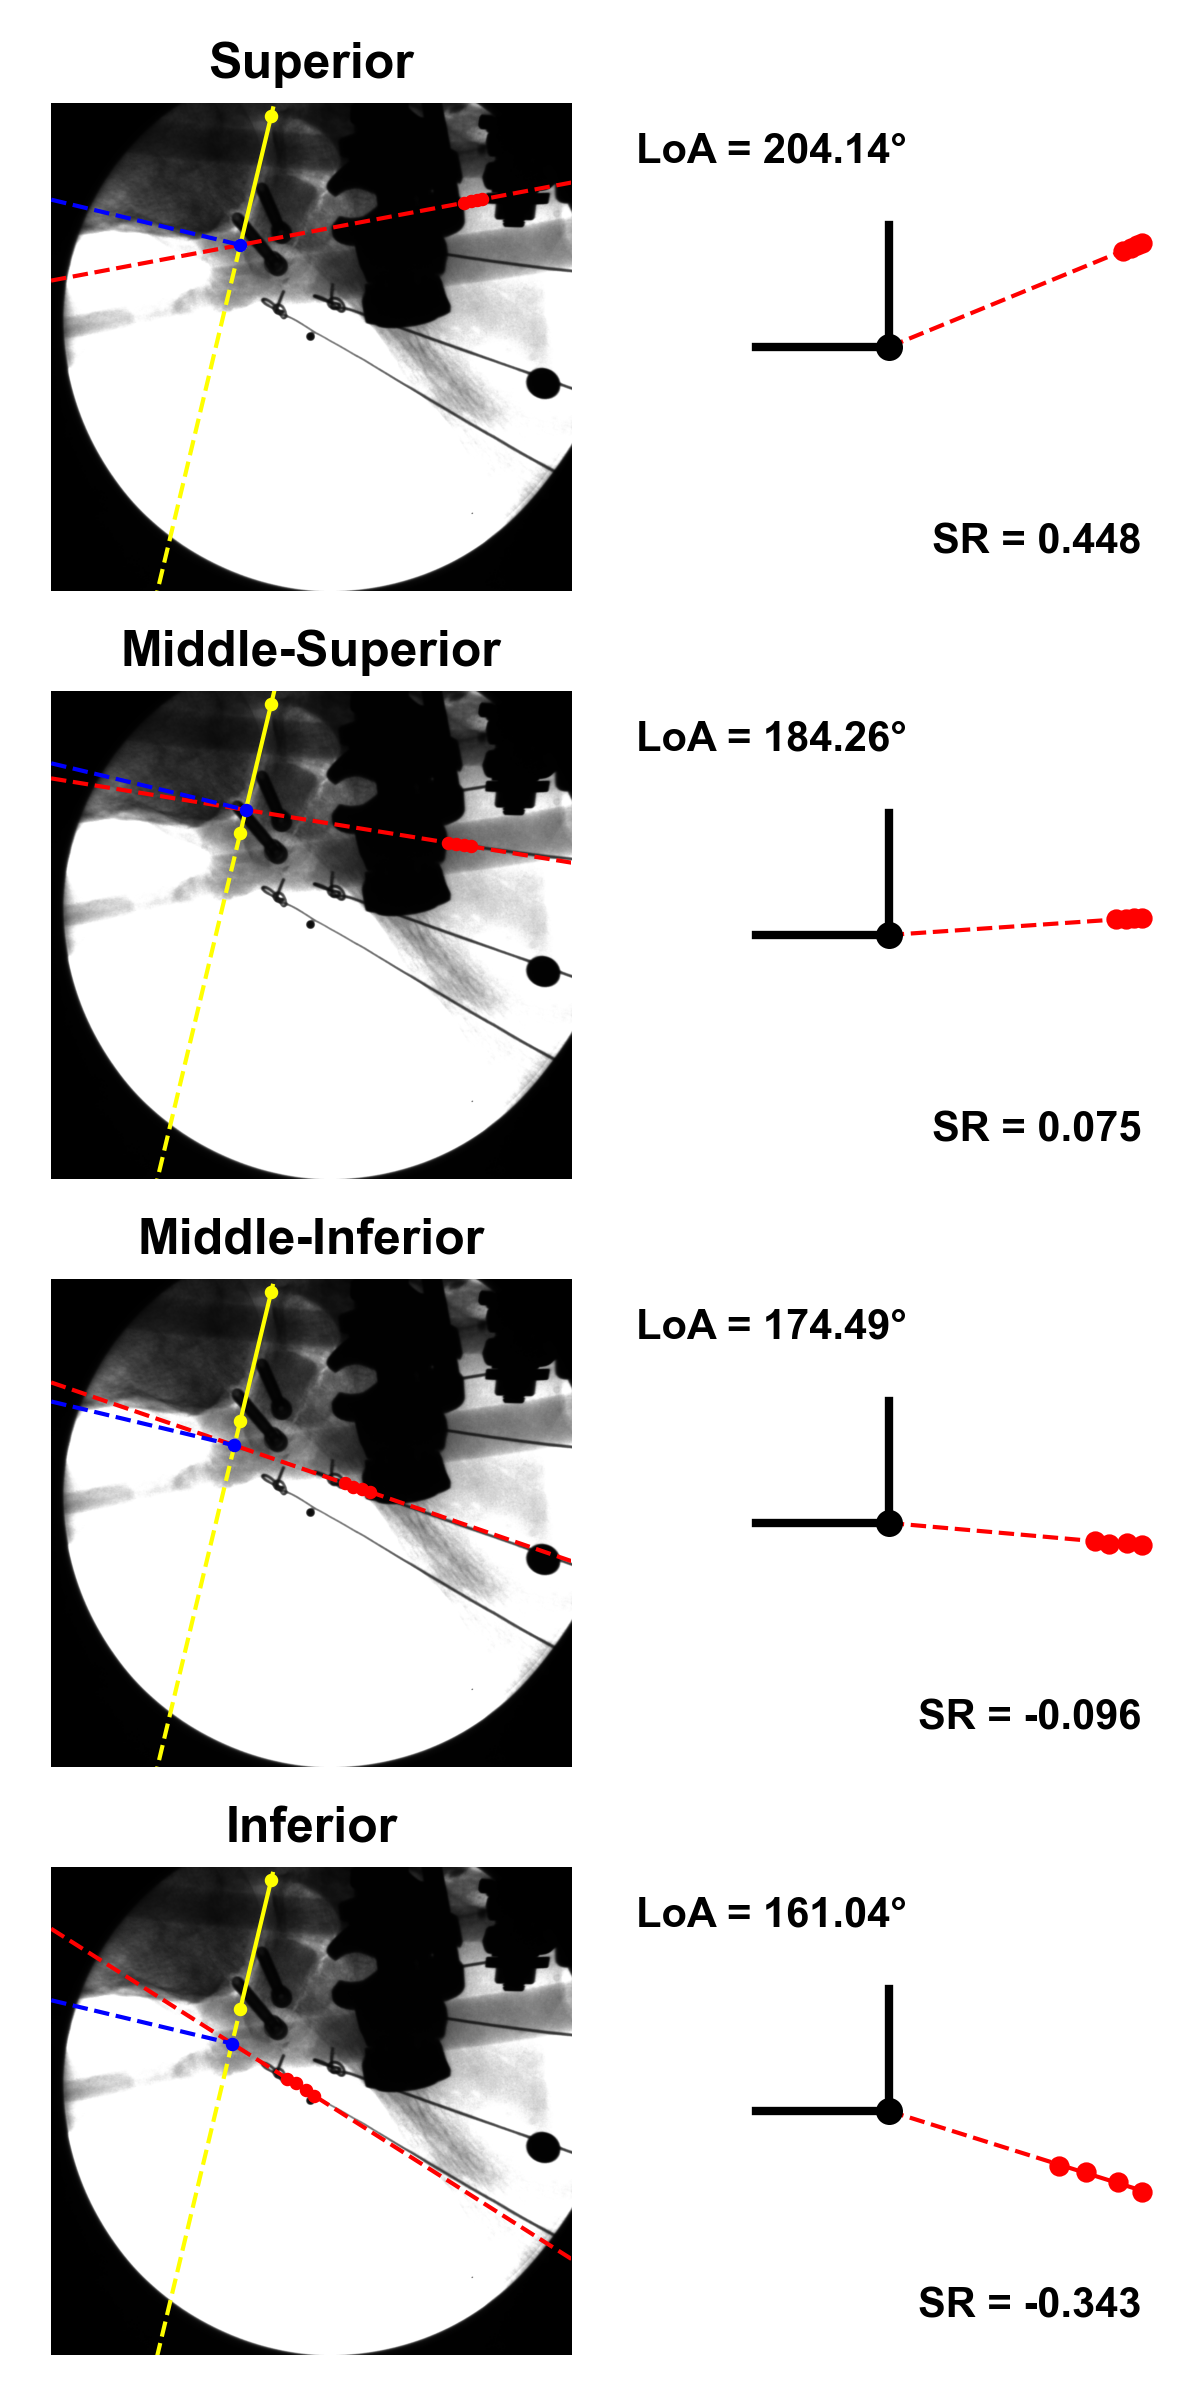 Superior
LoA = 204.14°
SR = 0.448
Middle-Superior
LoA = 184.26°
SR = 0.075
Middle-Inferior
LoA = 174.49°
SR = -0.096
Inferior
LoA = 161.04°
SR = -0.343